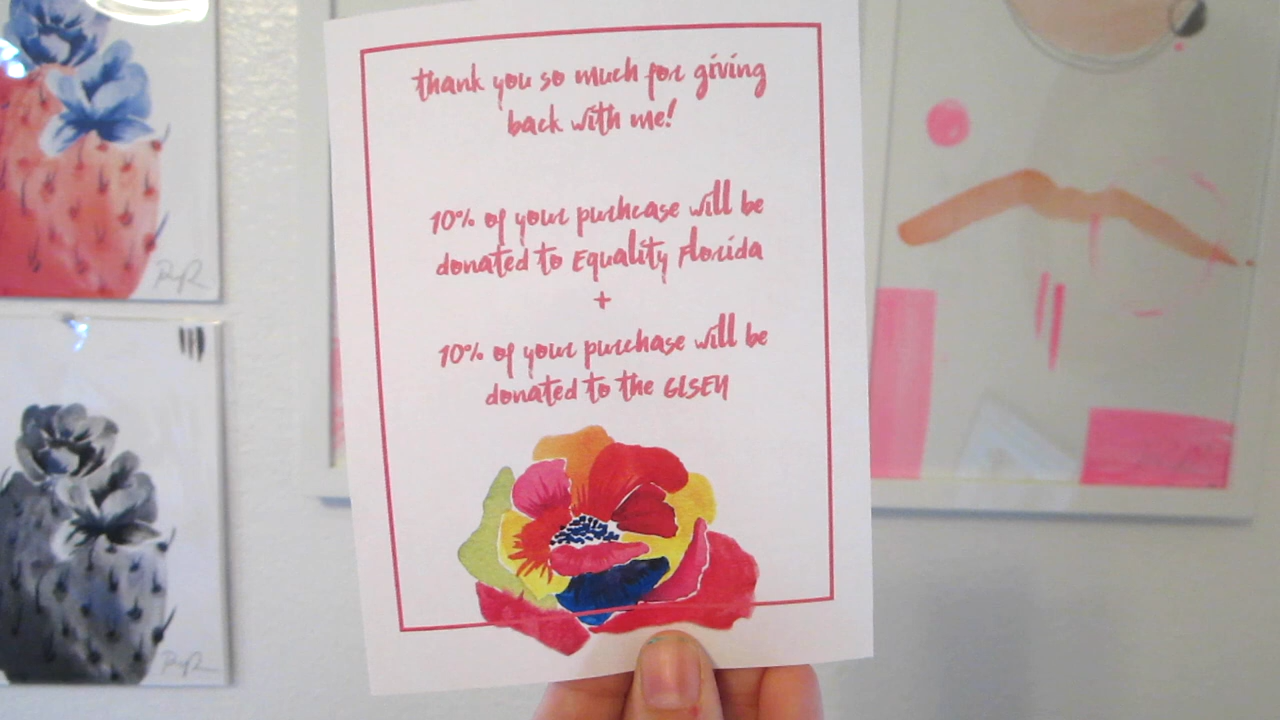 thank you so much for giving
back with me!
10% of your purhcase will be
donated to Equality Florida
+
10% of your purchase will be
donated to the GLSEN